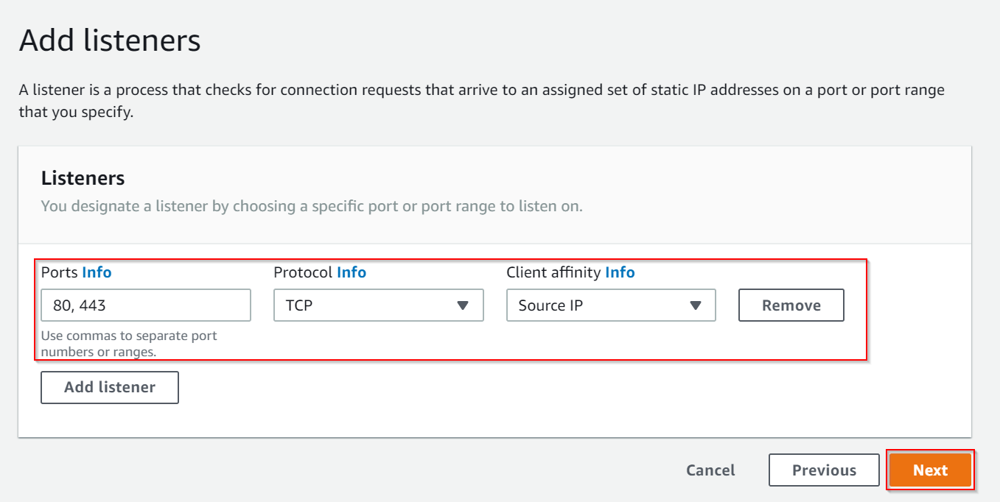 Add listeners
A listener is a process that checks for connection requests that arrive to an assigned set of static IP addresses on a port or port range
that you specify.
Listeners
You designate a listener by choosing a specific port or port range to listen on.
Ports Info
Protocol Info
Client affinity Info
80, 443
TCP
Source IP
Remove
Use commas to separate port
numbers or ranges.
Add listener
Cancel
Previous
Next